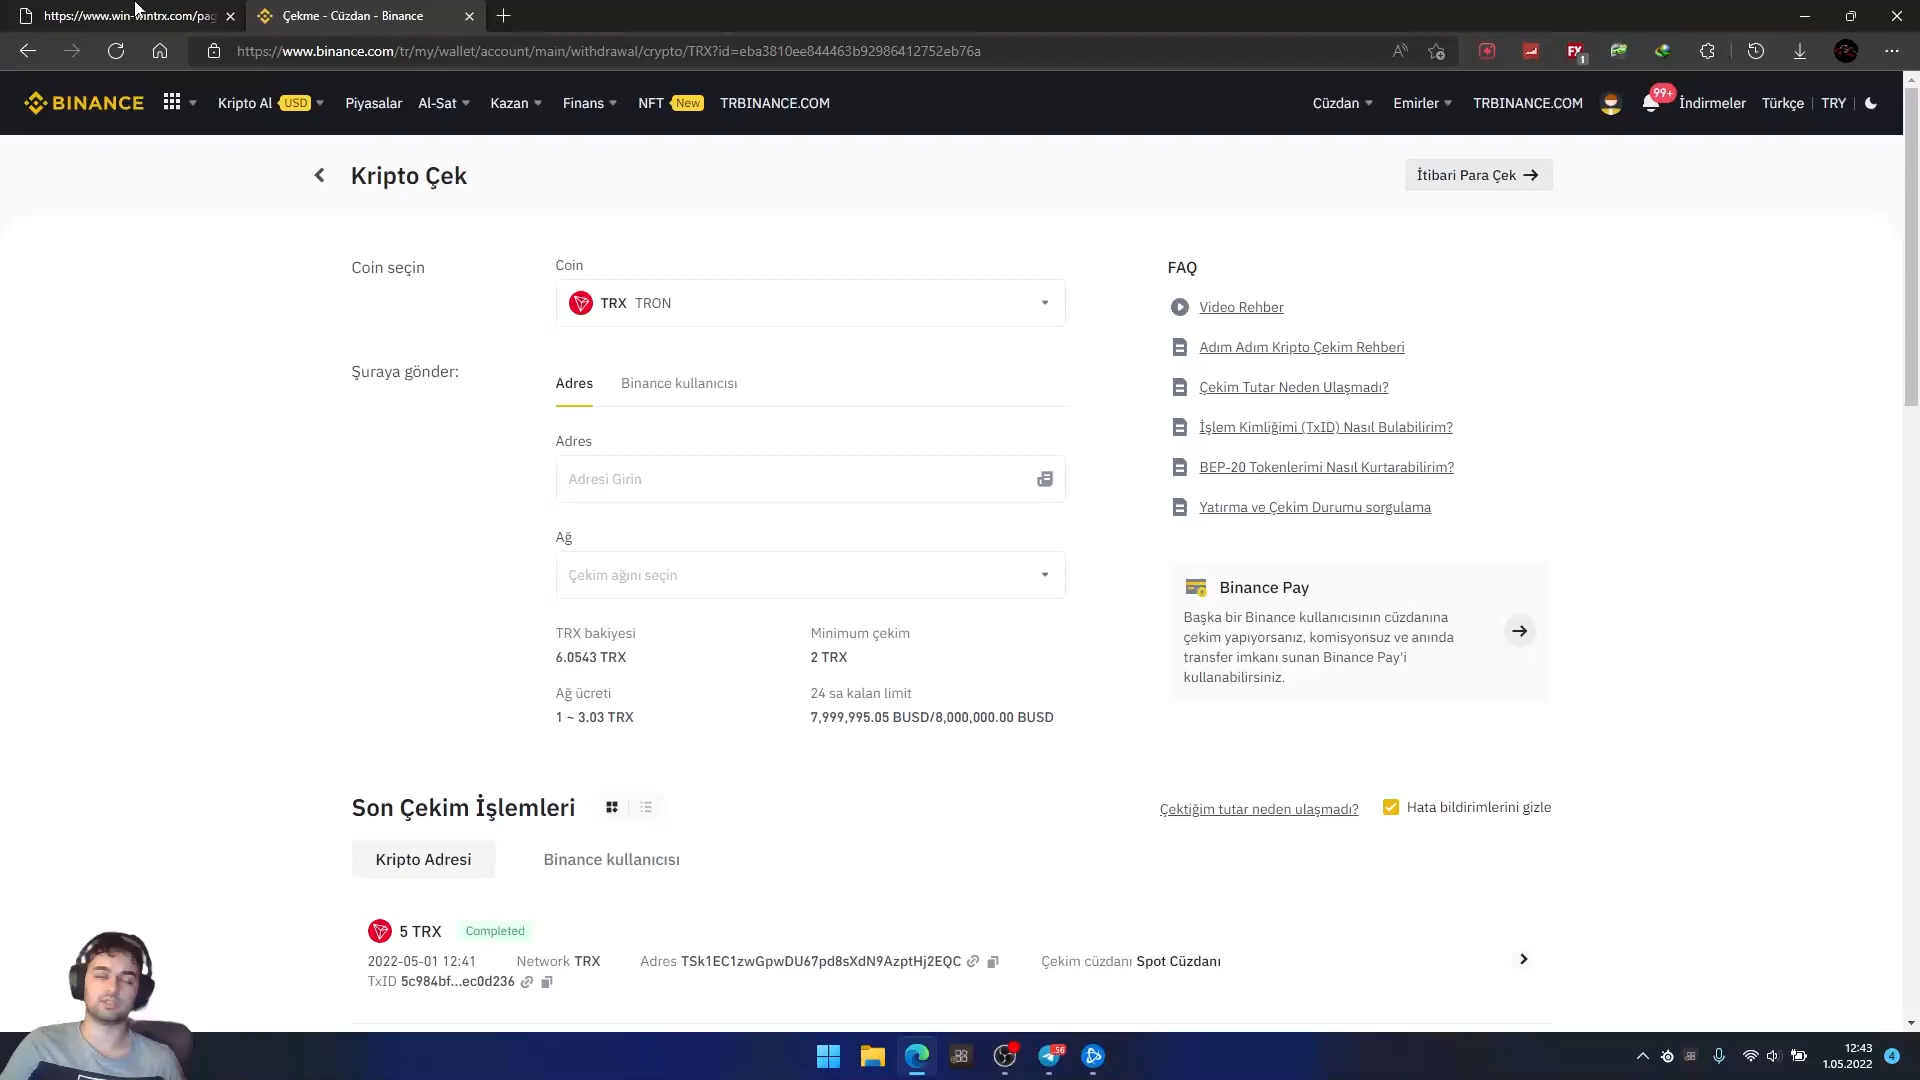 https://www.win-wintrx.com/pag
Çekme - Cüzdan - Binance
https://www.binance.com/tr/my/wallet/account/main/withdrawal/crypto/TRX?id=eba3810ee844463b92986412752eb76a
FX
1
BINANCE
Kripto Al
USD
Piyasalar
Al-Sat
Kazan
Finans
NFT
New
TRBINANCE.COM
Cüzdan
Emirler
TRBINANCE.COM
99+
İndirmeler
Türkçe
TRY
Kripto Çek
İtibari Para Çek
Coin seçin
Coin
TRX TRON
Şuraya gönder:
Adres
Binance kullanıcısı
Adres
Adresi Girin
Ağ
Çekim ağını seçin
TRX bakiyesi
6.0543 TRX
Minimum çekim
2 TRX
Ağ ücreti
1 ~ 3.03 TRX
24 sa kalan limit
7,999,995.05 BUSD/8,000,000.00 BUSD
FAQ
Video Rehber
Adım Adım Kripto Çekim Rehberi
Çekim Tutar Neden Ulaşmadı?
İşlem Kimliğimi (TxID) Nasıl Bulabilirim?
BEP-20 Tokenlerimi Nasıl Kurtarabilirim?
Yatırma ve Çekim Durumu sorgulama
Binance Pay
Başka bir Binance kullanıcısının cüzdanına
çekim yapıyorsanız, komisyonsuz ve anında
transfer imkanı sunan Binance Pay'i
kullanabilirsiniz.
Son Çekim İşlemleri
Çektiğim tutar neden ulaşmadı?
Hata bildirimlerini gizle
Kripto Adresi
Binance kullanıcısı
5 TRX
Completed
2022-05-01 12:41
Network TRX
Adres TSk1EC1zwGpwDU67pd8sXdN9AzptHj2EQC
Çekim cüzdanı Spot Cüzdanı
TxID 5c984bf...ec0d236
56
12:43
1.05.2022
4